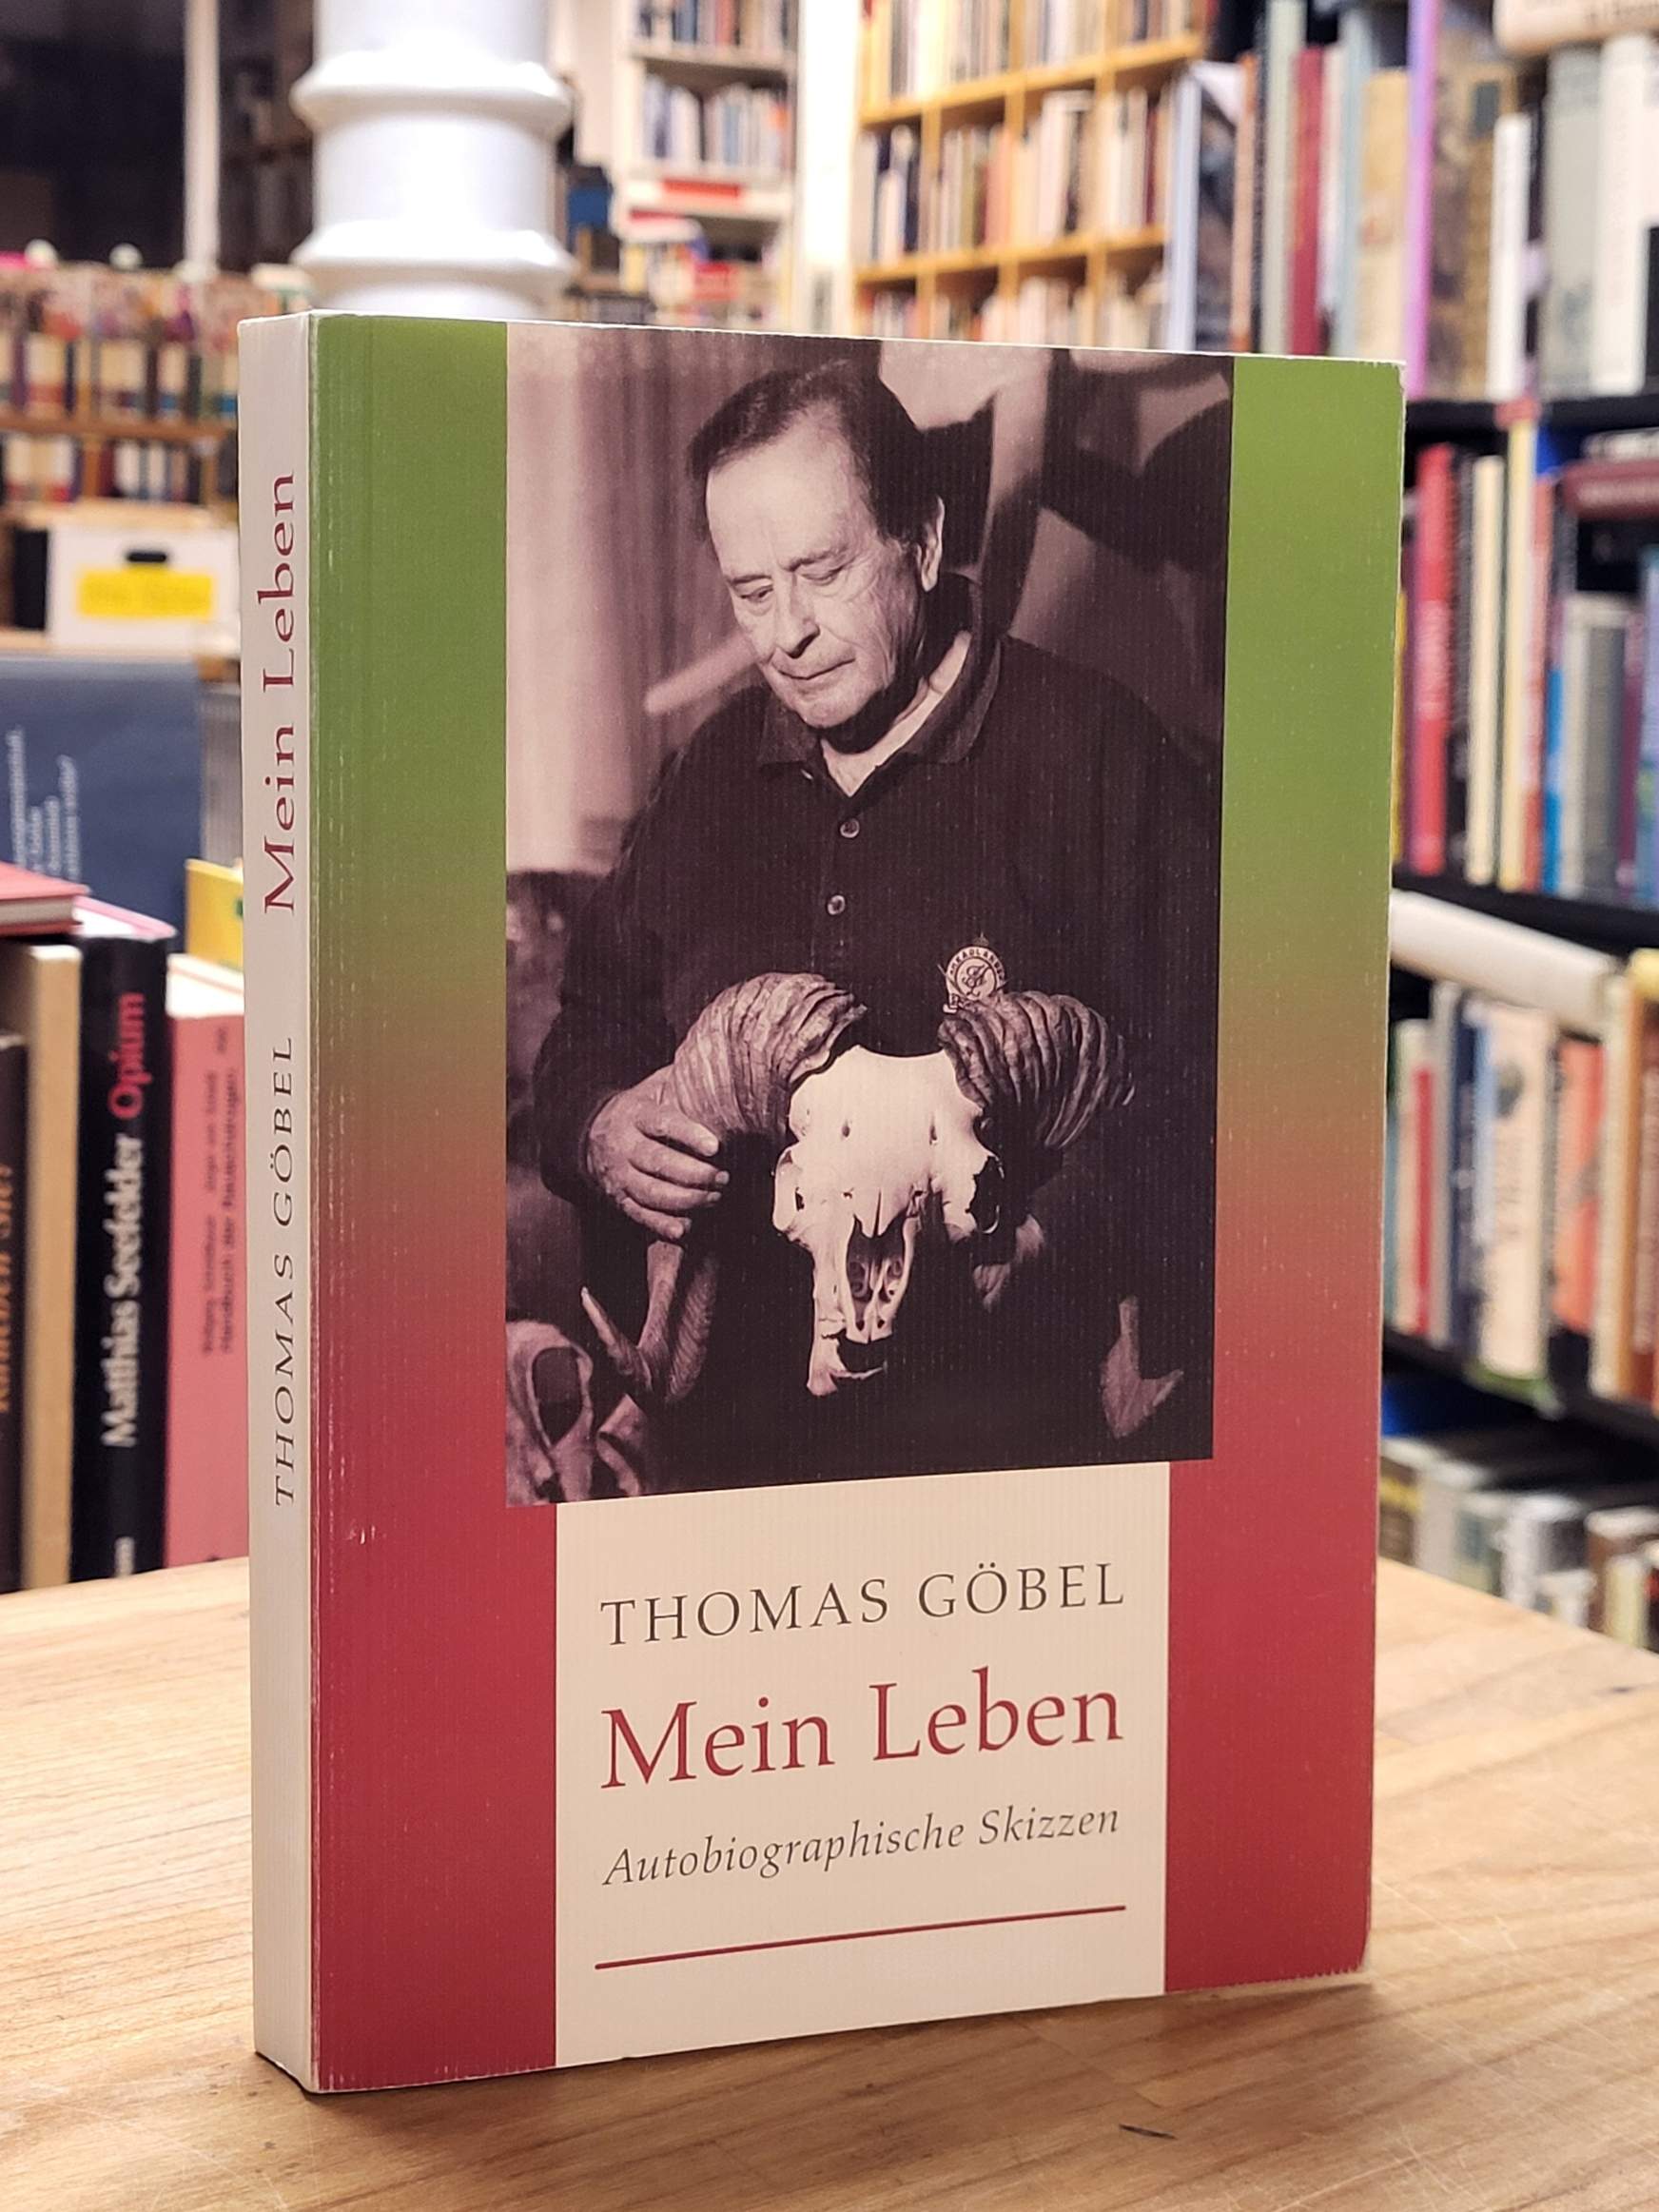 THOMAS GÖBEL
Mein Leben
Autobiographische Skizzen
THOMAS GÖBEL Mein Leben
Matthias Seefelder Opium